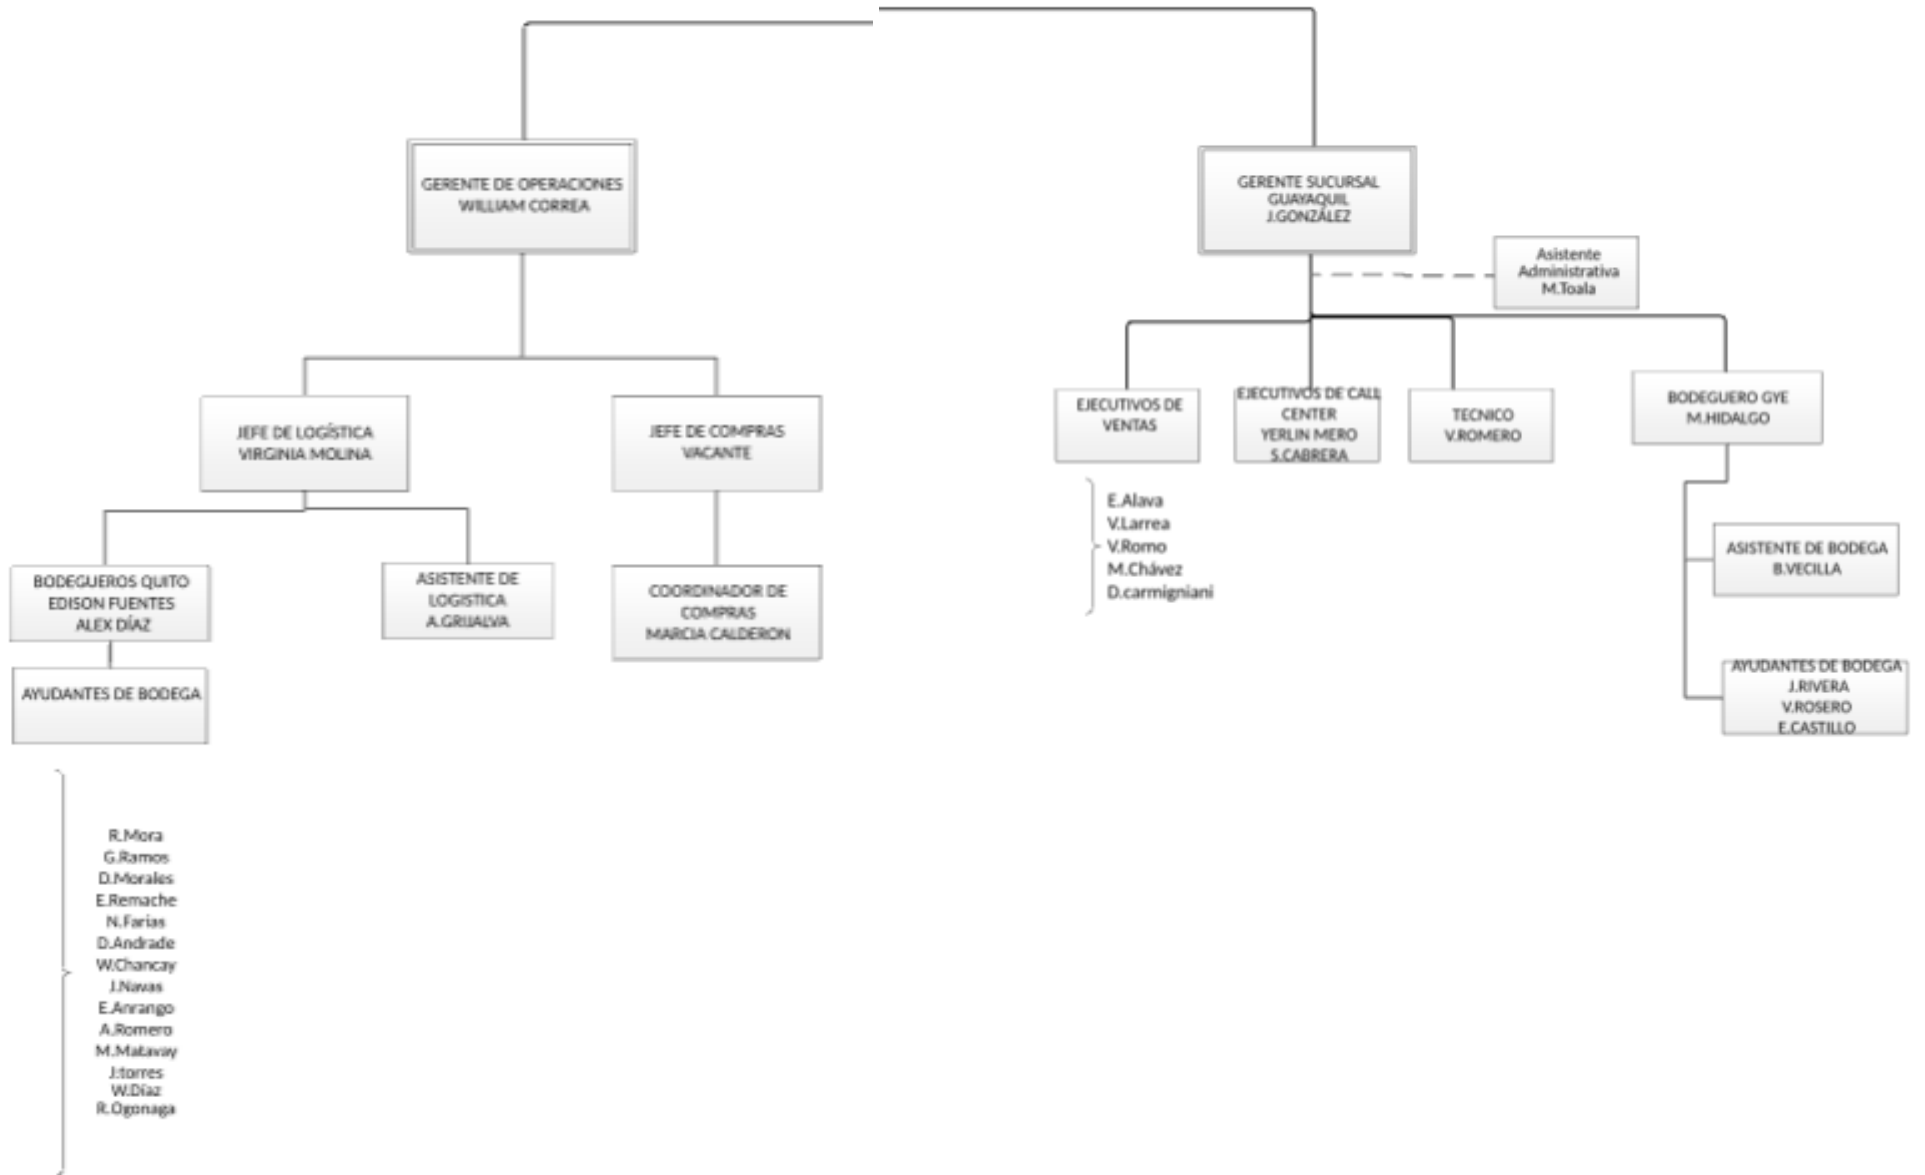 GERENTE DE OPERACIONES
WILLIAM CORREA
JEFE DE LOGÍSTICA
VIRGINIA MOLINA
JEFE DE COMPRAS
VACANTE
BODEGUEROS QUITO
EDISON FUENTES
ALEX DÍAZ
ASISTENTE DE
LOGISTICA
A.GRIJALVA
COORDINADOR DE
COMPRAS
MARCIA CALDERON
AYUDANTES DE BODEGA
R.Mora
G.Ramos
D.Morales
E.Remache
N.Farias
D.Andrade
W.Chancay
J.Navas
E.Anrango
A.Romero
M.Matavay
J:torres
W.Díaz
R.Ogonaga
GERENTE SUCURSAL
GUAYAQUIL
J.GONZÁLEZ
Asistente
Administrativa
M.Toala
EJECUTIVOS DE
VENTAS
EJECUTIVOS DE CALL
CENTER
YERLIN MERO
S.CABRERA
TECNICO
V.ROMERO
BODEGUERO GYE
M.HIDALGO
E.Alava
V.Larrea
V.Romo
M.Chávez
D.carmigniani
ASISTENTE DE BODEGA
B.VECILLA
AYUDANTES DE BODEGA
J.RIVERA
V.ROSERO
E.CASTILLO